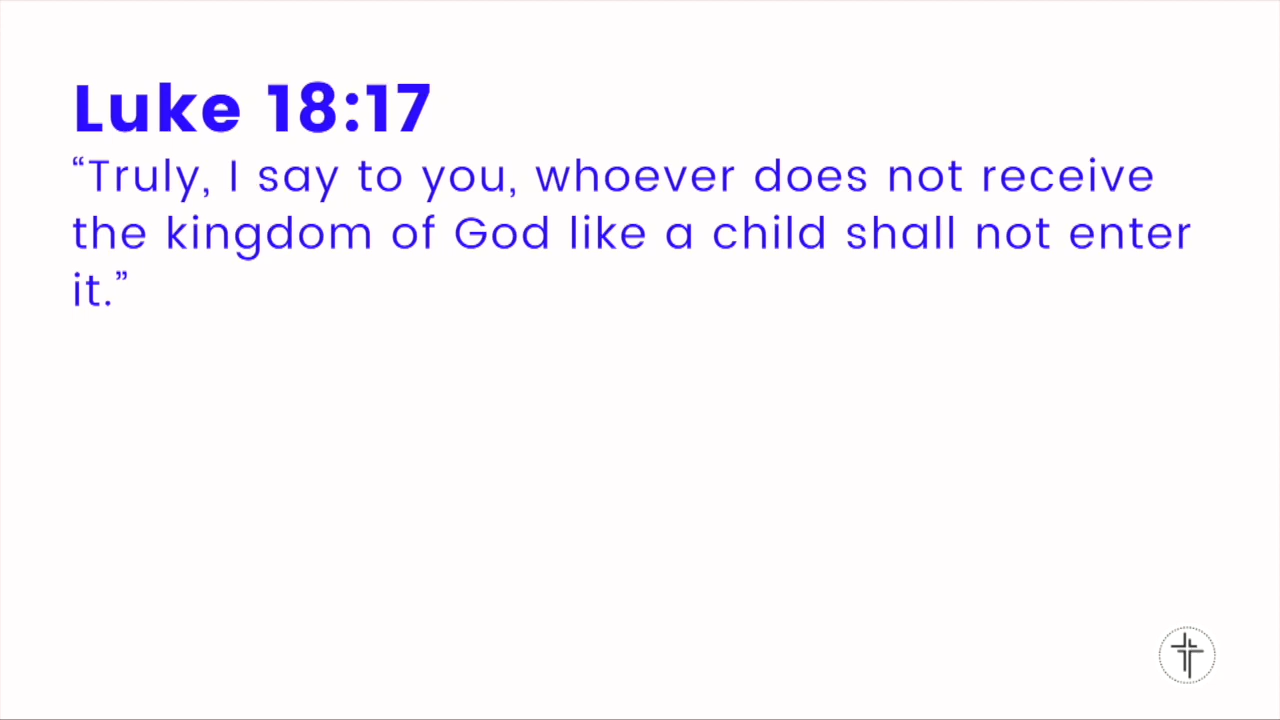 Luke 18:17
“Truly, I say to you, whoever does not receive
the kingdom of God like a child shall not enter
it.”